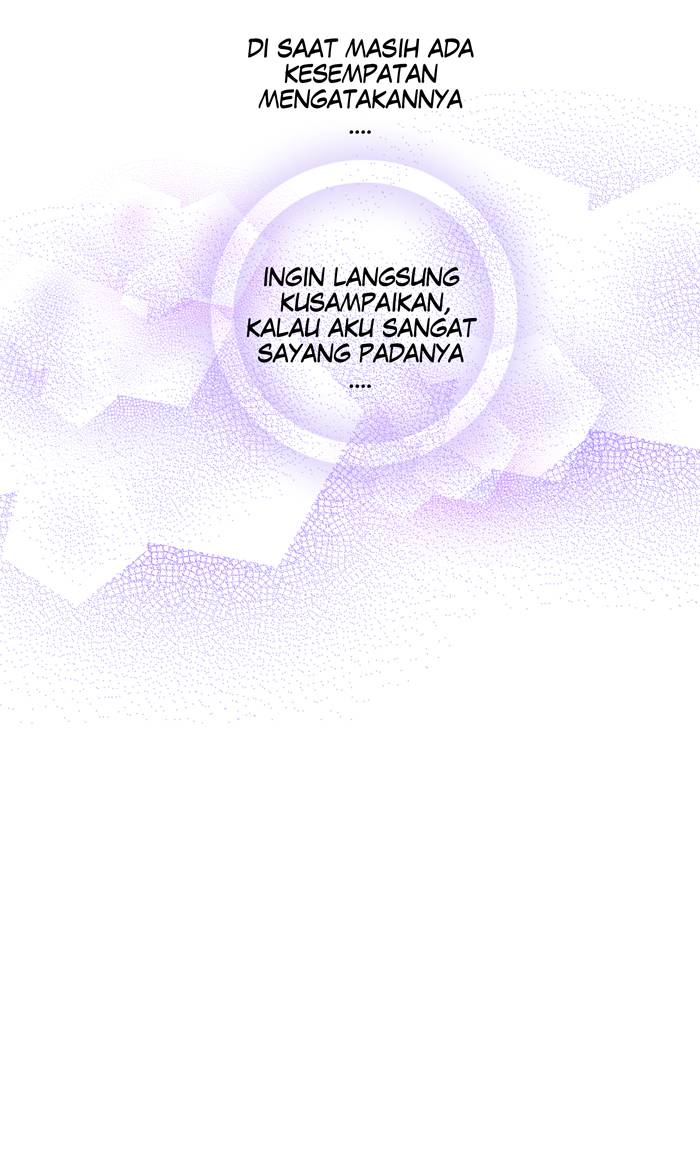 DI SAAT MASIH ADA
KESEMPATAN
MENGATAKANNYA
....
INGIN LANGSUNG
KUSAMPAIKAN,
KALAU AKU SANGAT
SAYANG PADANYA
....